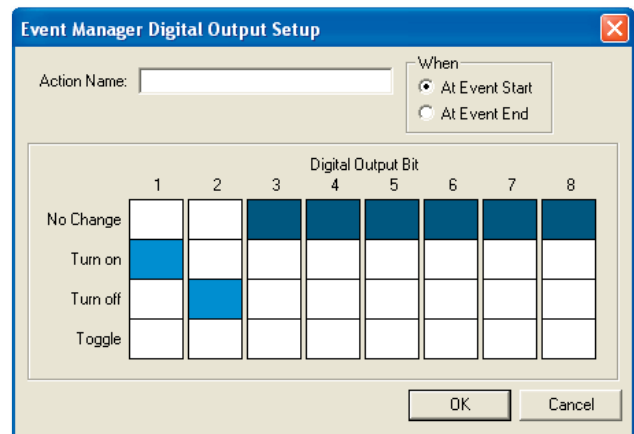 Event Manager Digital Output Setup
Action Name:
When
At Event Start
At Event End
Digital Output Bit
1 2 3 4 5 6 7 8
No Change
Turn on
Turn off
Toggle
OK Cancel